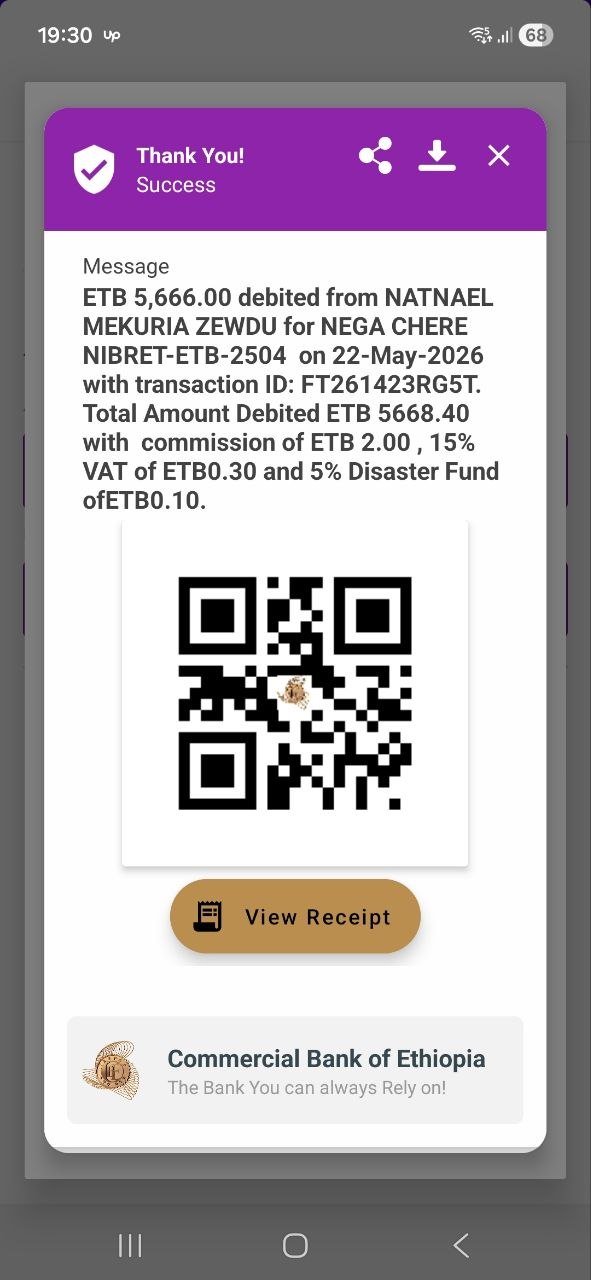 19:30 up 68
Thank You!
Success
Message
ETB 5,666.00 debited from NATNAEL
MEKURIA ZEWDU for NEGA CHERE
NIBRET-ETB-2504  on 22-May-2026
with transaction ID: FT261423RG5T.
Total Amount Debited ETB 5668.40
with  commission of ETB 2.00 , 15%
VAT of ETB0.30 and 5% Disaster Fund
ofETB0.10.
View Receipt
Commercial Bank of Ethiopia
The Bank You can always Rely on!